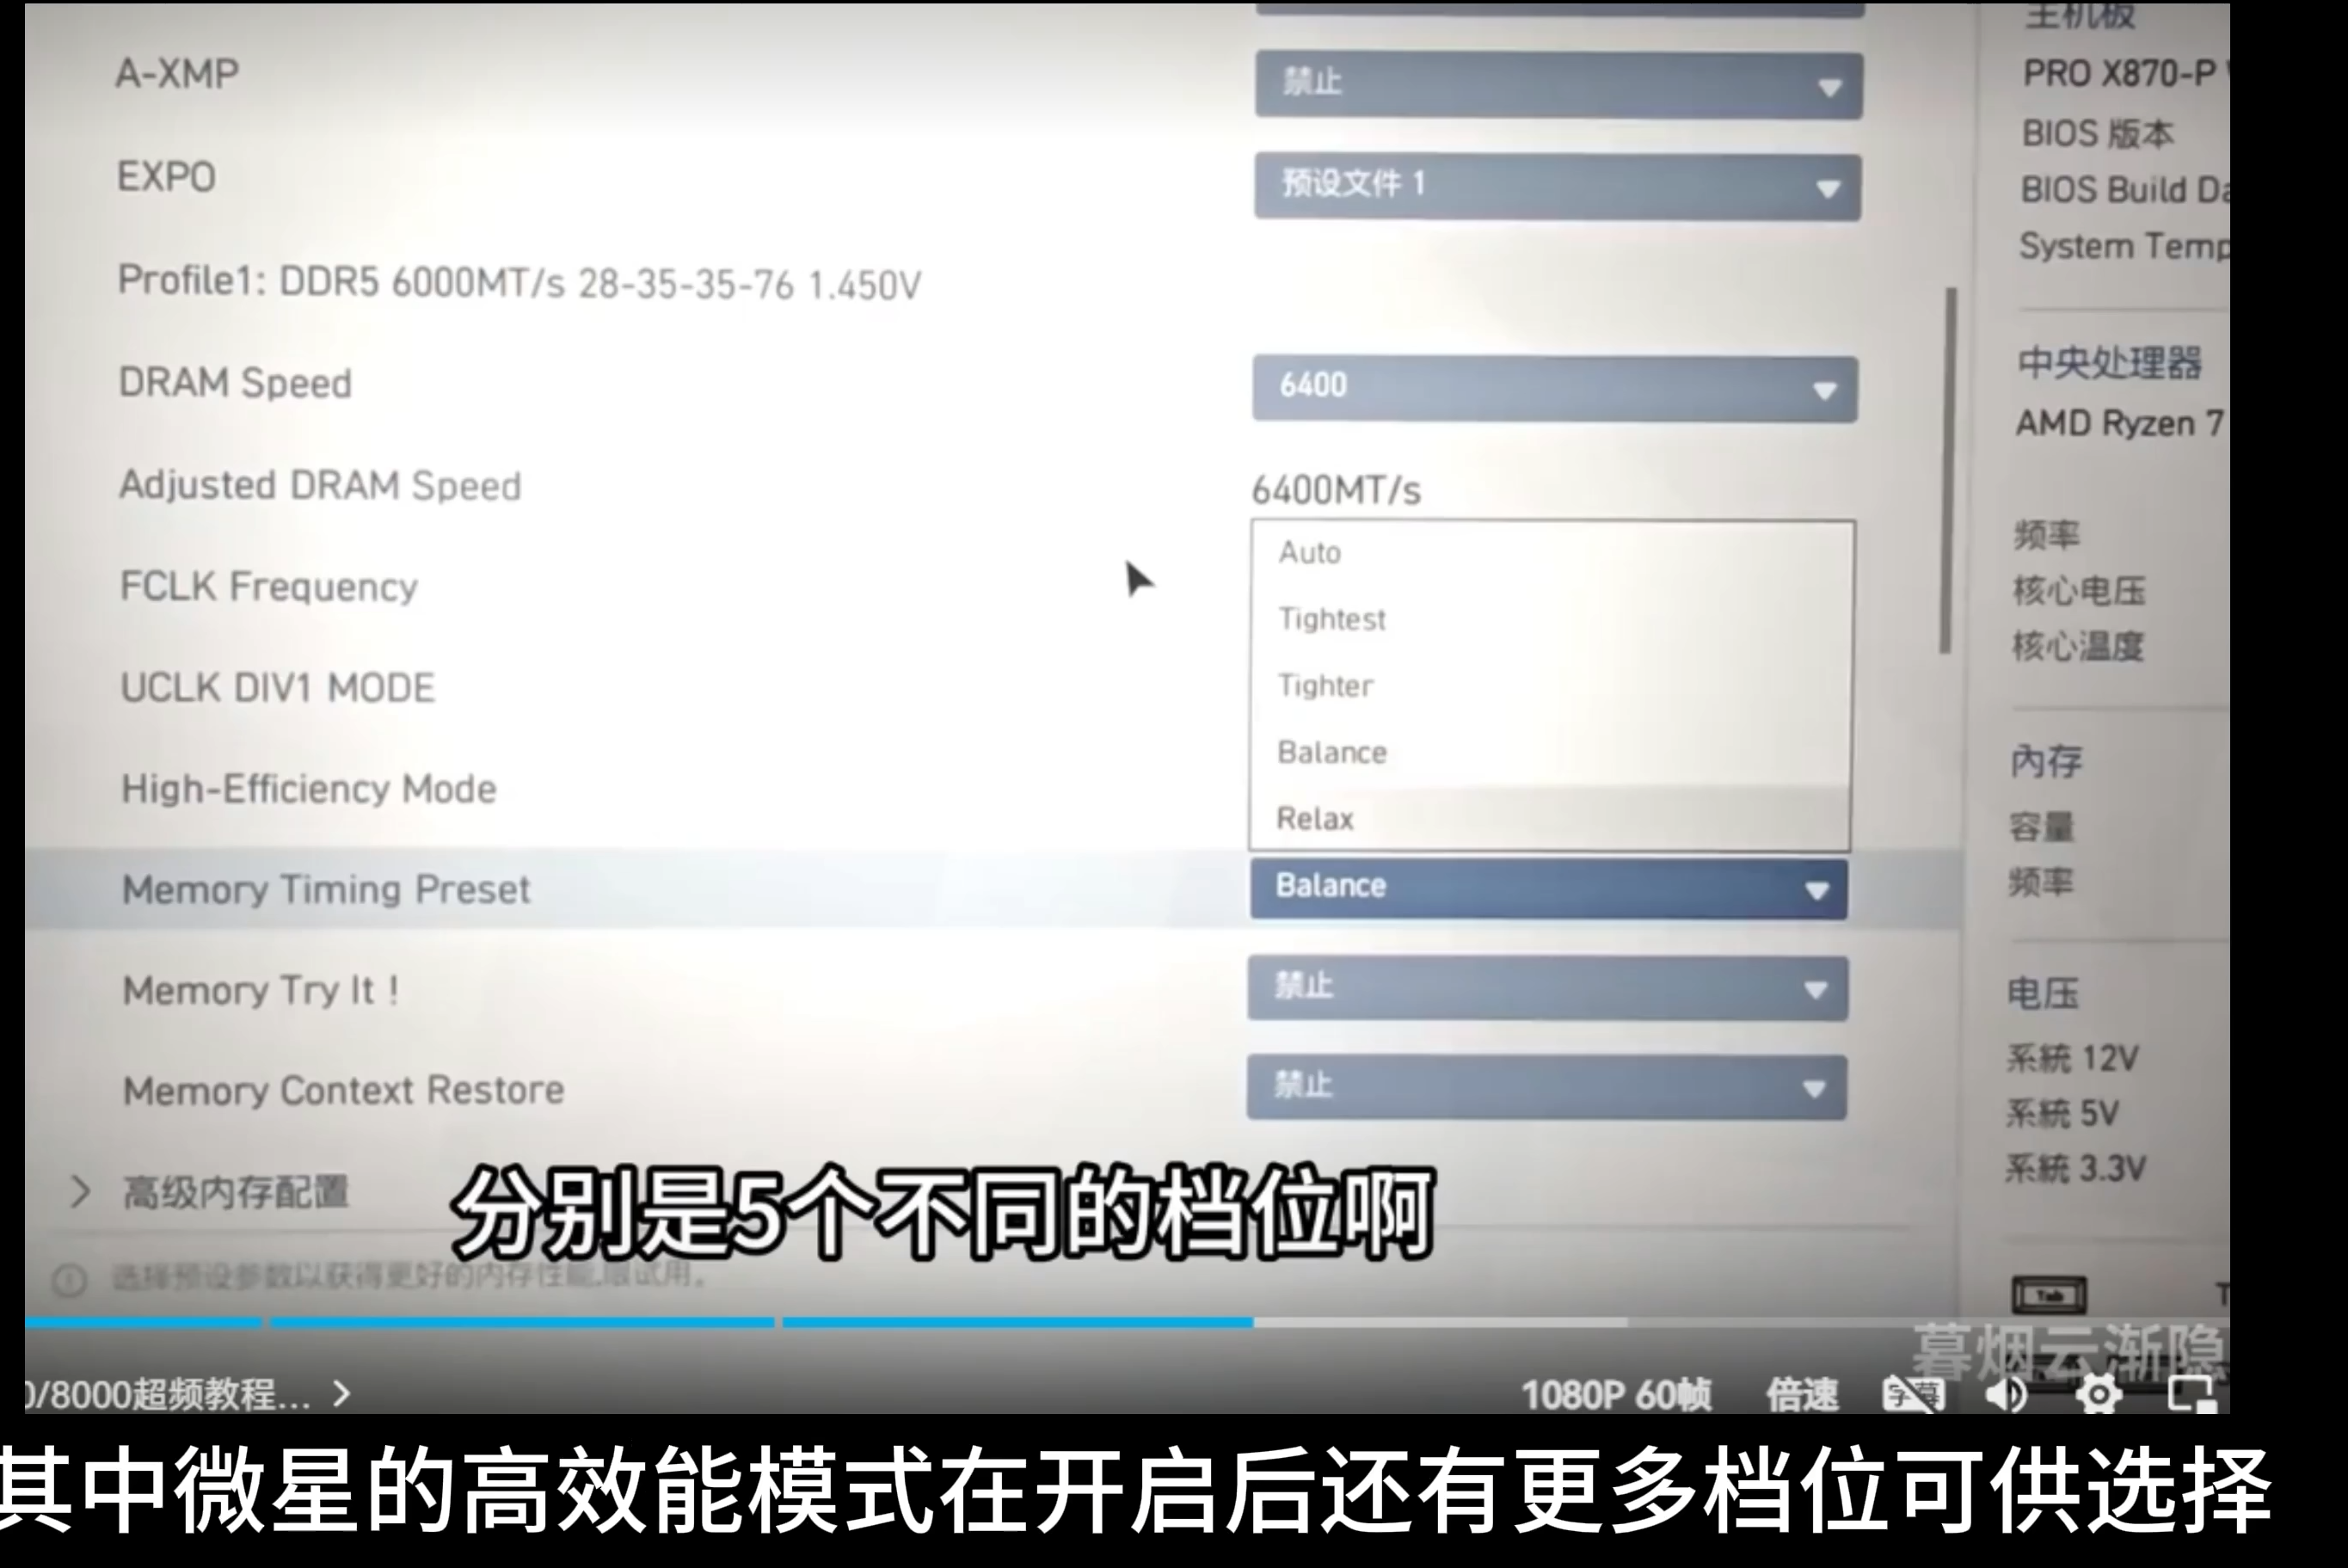 主机板
A-XMP
禁止
PRO X870-P
BIOS 版本
EXPO
预设文件 1
BIOS Build Da
System Temp
Profile1: DDR5 6000MT/s 28-35-35-76 1.450V
DRAM Speed
6400
中央处理器
AMD Ryzen 7
Adjusted DRAM Speed
6400MT/s
Auto
频率
FCLK Frequency
Tightest
核心电压
核心温度
UCLK DIV1 MODE
Tighter
Balance
内存
High-Efficiency Mode
Relax
容量
Memory Timing Preset
Balance
频率
Memory Try It !
禁止
电压
系統 12V
Memory Context Restore
禁止
系統 5V
系統 3.3V
高级内存配置
分别是5个不同的档位啊
选择预设参数以获得更好的内存性能,限试用。
Tab
暮烟云渐隐
0/8000超频教程...
1080P 60帧
倍速
字幕
其中微星的高效能模式在开启后还有更多档位可供选择